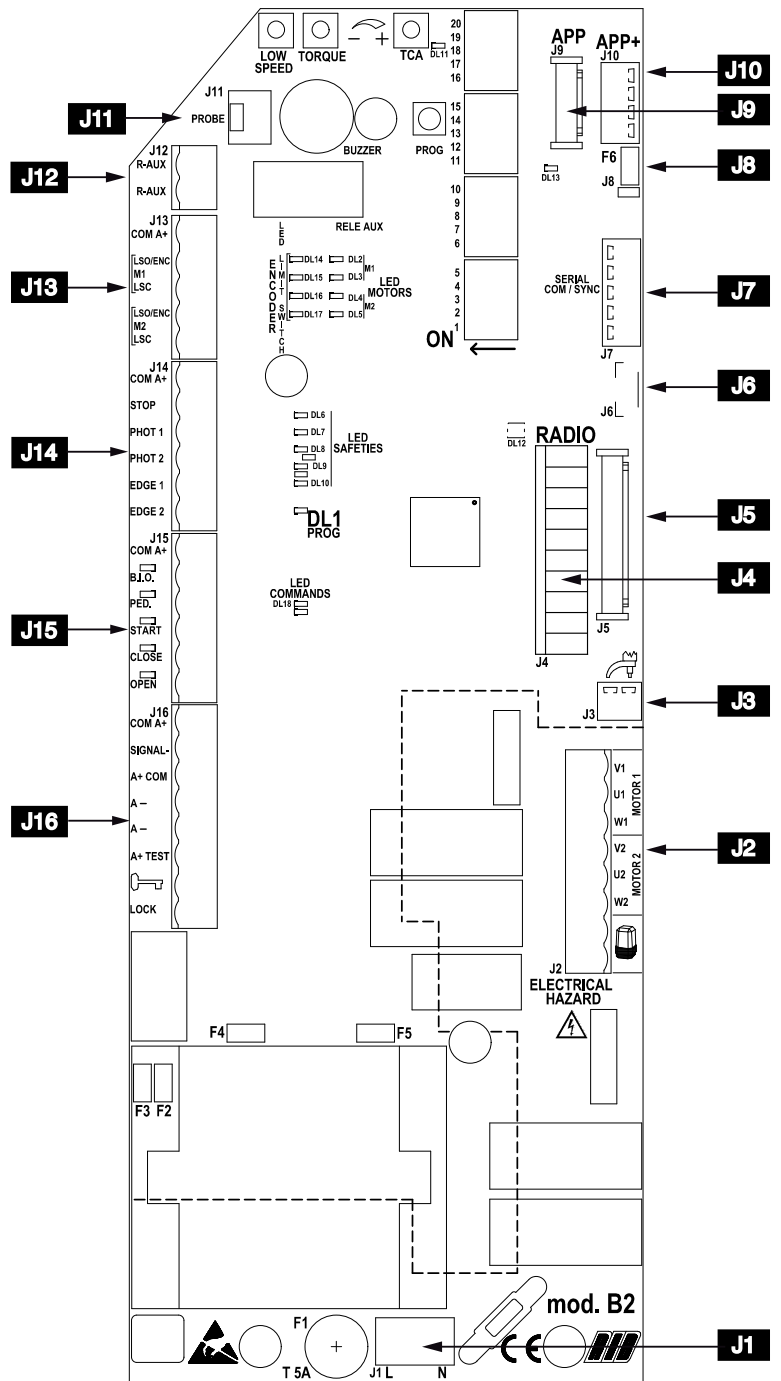 LOW SPEED
TORQUE
− +
TCA
DL11
20
19
18
17
16
APP
J9
APP+
J10
J10
J9
J11
J11
PROBE
BUZZER
PROG
15
14
13
12
11
F6
J8
J8
DL13
J12
J12
R-AUX
R-AUX
RELE AUX
10
9
8
7
6
J13
J13
COM A+
LSO/ENC
M1
LSC
LSO/ENC
M2
LSC
LED
LIMIT SWITCH
ENCODER
DL14
DL15
DL16
DL17
DL2
DL3
DL4
DL5
M1
M2
LED MOTORS
5
4
3
2
1
ON
SERIAL COM / SYNC
J7
J7
J6
J6
J14
J14
COM A+
STOP
PHOT 1
PHOT 2
EDGE 1
EDGE 2
DL6
DL7
DL8
DL9
DL10
LED SAFETIES
DL1
PROG
DL12
RADIO
J5
J5
J4
J4
J15
J15
COM A+
B.I.O.
PED.
START
CLOSE
OPEN
LED COMMANDS
DL18
J3
J3
J16
J16
COM A+
SIGNAL-
A+ COM
A −
A −
A+ TEST
LOCK
V1
U1
W1
MOTOR 1
V2
U2
W2
MOTOR 2
J2
J2
ELECTRICAL HAZARD
F4
F5
F3
F2
F1
T 5A
J1 L
N
mod. B2
CE
J1